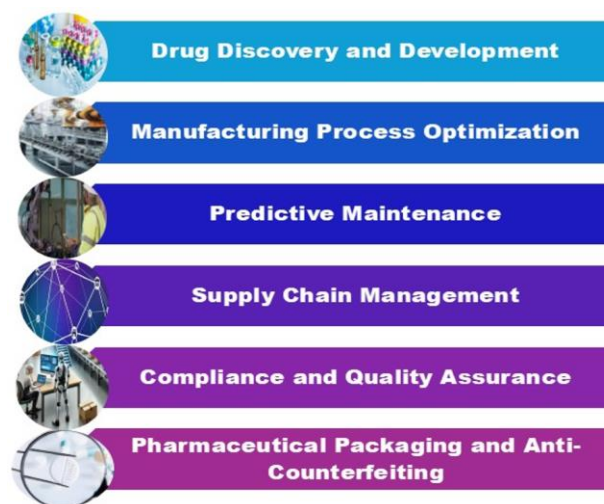 Drug Discovery and Development
Manufacturing Process Optimization
Predictive Maintenance
Supply Chain Management
Compliance and Quality Assurance
Pharmaceutical Packaging and Anti-
Counterfeiting